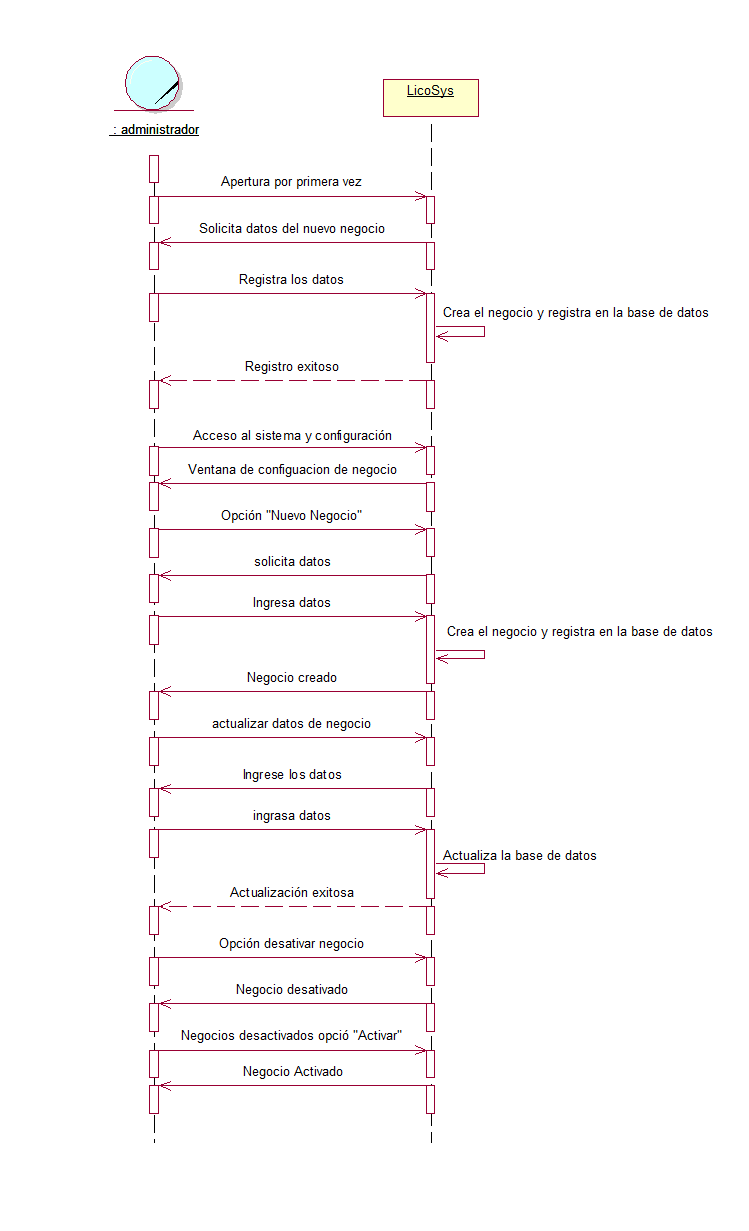 LicoSys
: administrador
Apertura por primera vez
Solicita datos del nuevo negocio
Registra los datos
Crea el negocio y registra en la base de datos
Registro exitoso
Acceso al sistema y configuración
Ventana de configuacion de negocio
Opción "Nuevo Negocio"
solicita datos
Ingresa datos
Crea el negocio y registra en la base de datos
Negocio creado
actualizar datos de negocio
Ingrese los datos
ingrasa datos
Actualiza la base de datos
Actualización exitosa
Opción desativar negocio
Negocio desativado
Negocios desactivados opció "Activar"
Negocio Activado